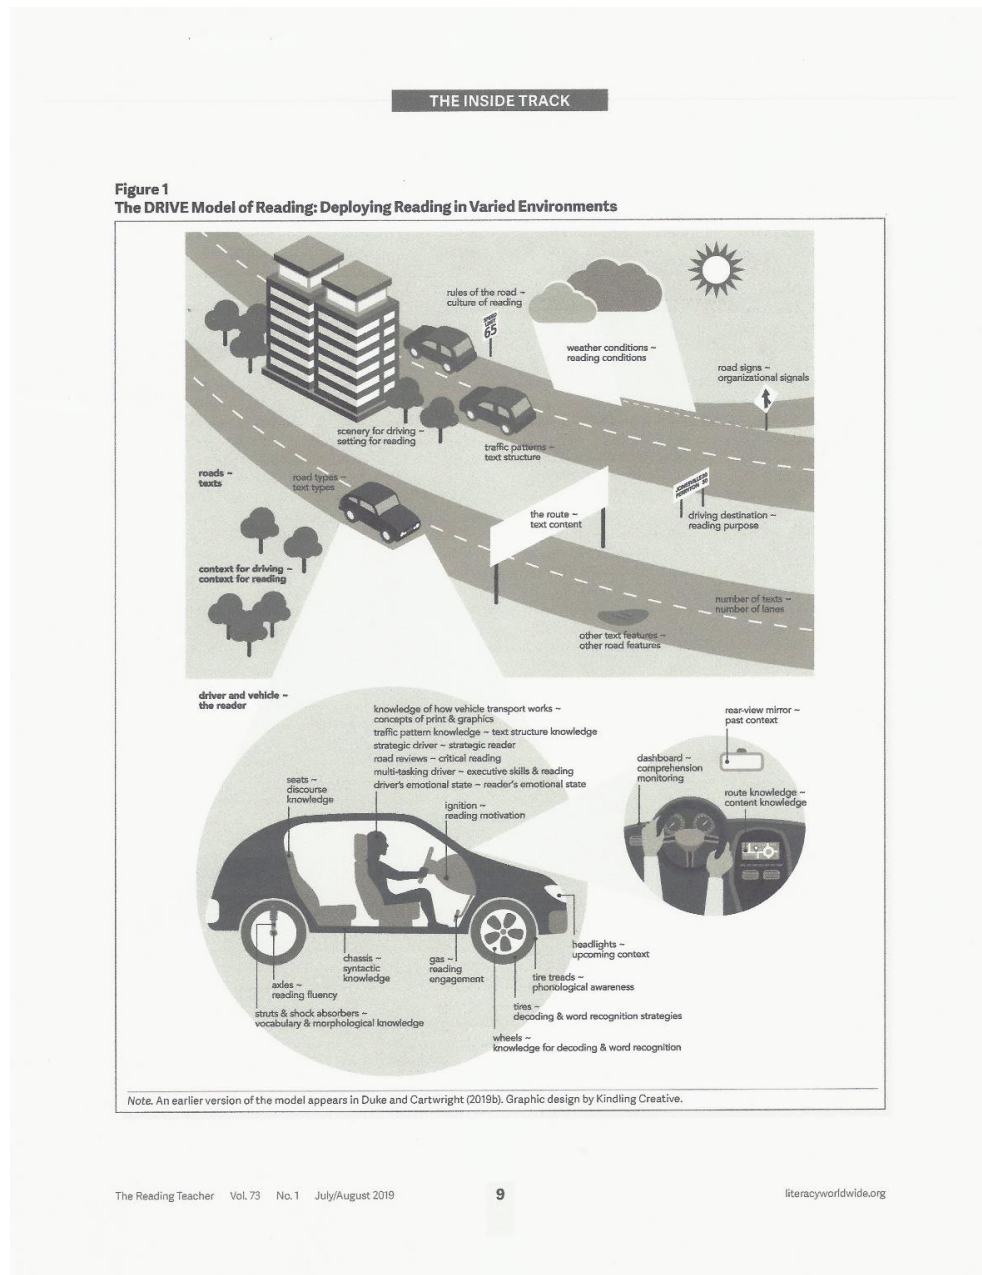 THE INSIDE TRACK
Figure 1
The DRIVE Model of Reading: Deploying Reading in Varied Environments
rules of the road ~
culture of reading
SPEED
LIMIT
65
weather conditions ~
reading conditions
road signs ~
organizational signals
scenery for driving ~
setting for reading
traffic patterns ~
text structure
roads ~
texts
road types ~
text types
JONESVILLE 20
PERRYTON 30
the route ~
text content
driving destination ~
reading purpose
context for driving ~
context for reading
number of texts ~
number of lanes
other text features ~
other road features
driver and vehicle ~
the reader
knowledge of how vehicle transport works ~
concepts of print & graphics
traffic pattern knowledge ~ text structure knowledge
strategic driver ~ strategic reader
road reviews ~ critical reading
multi-tasking driver ~ executive skills & reading
driver's emotional state ~ reader's emotional state
rear-view mirror ~
past context
dashboard ~
comprehension
monitoring
route knowledge ~
content knowledge
seats ~
discourse
knowledge
ignition ~
reading motivation
headlights ~
upcoming context
chassis ~
syntactic
knowledge
gas ~
reading
engagement
tire treads ~
phonological awareness
axles ~
reading fluency
tires ~
decoding & word recognition strategies
struts & shock absorbers ~
vocabulary & morphological knowledge
wheels ~
knowledge for decoding & word recognition
Note. An earlier version of the model appears in Duke and Cartwright (2019b). Graphic design by Kindling Creative.
The Reading Teacher Vol. 73 No. 1 July/August 2019
9
literacyworldwide.org